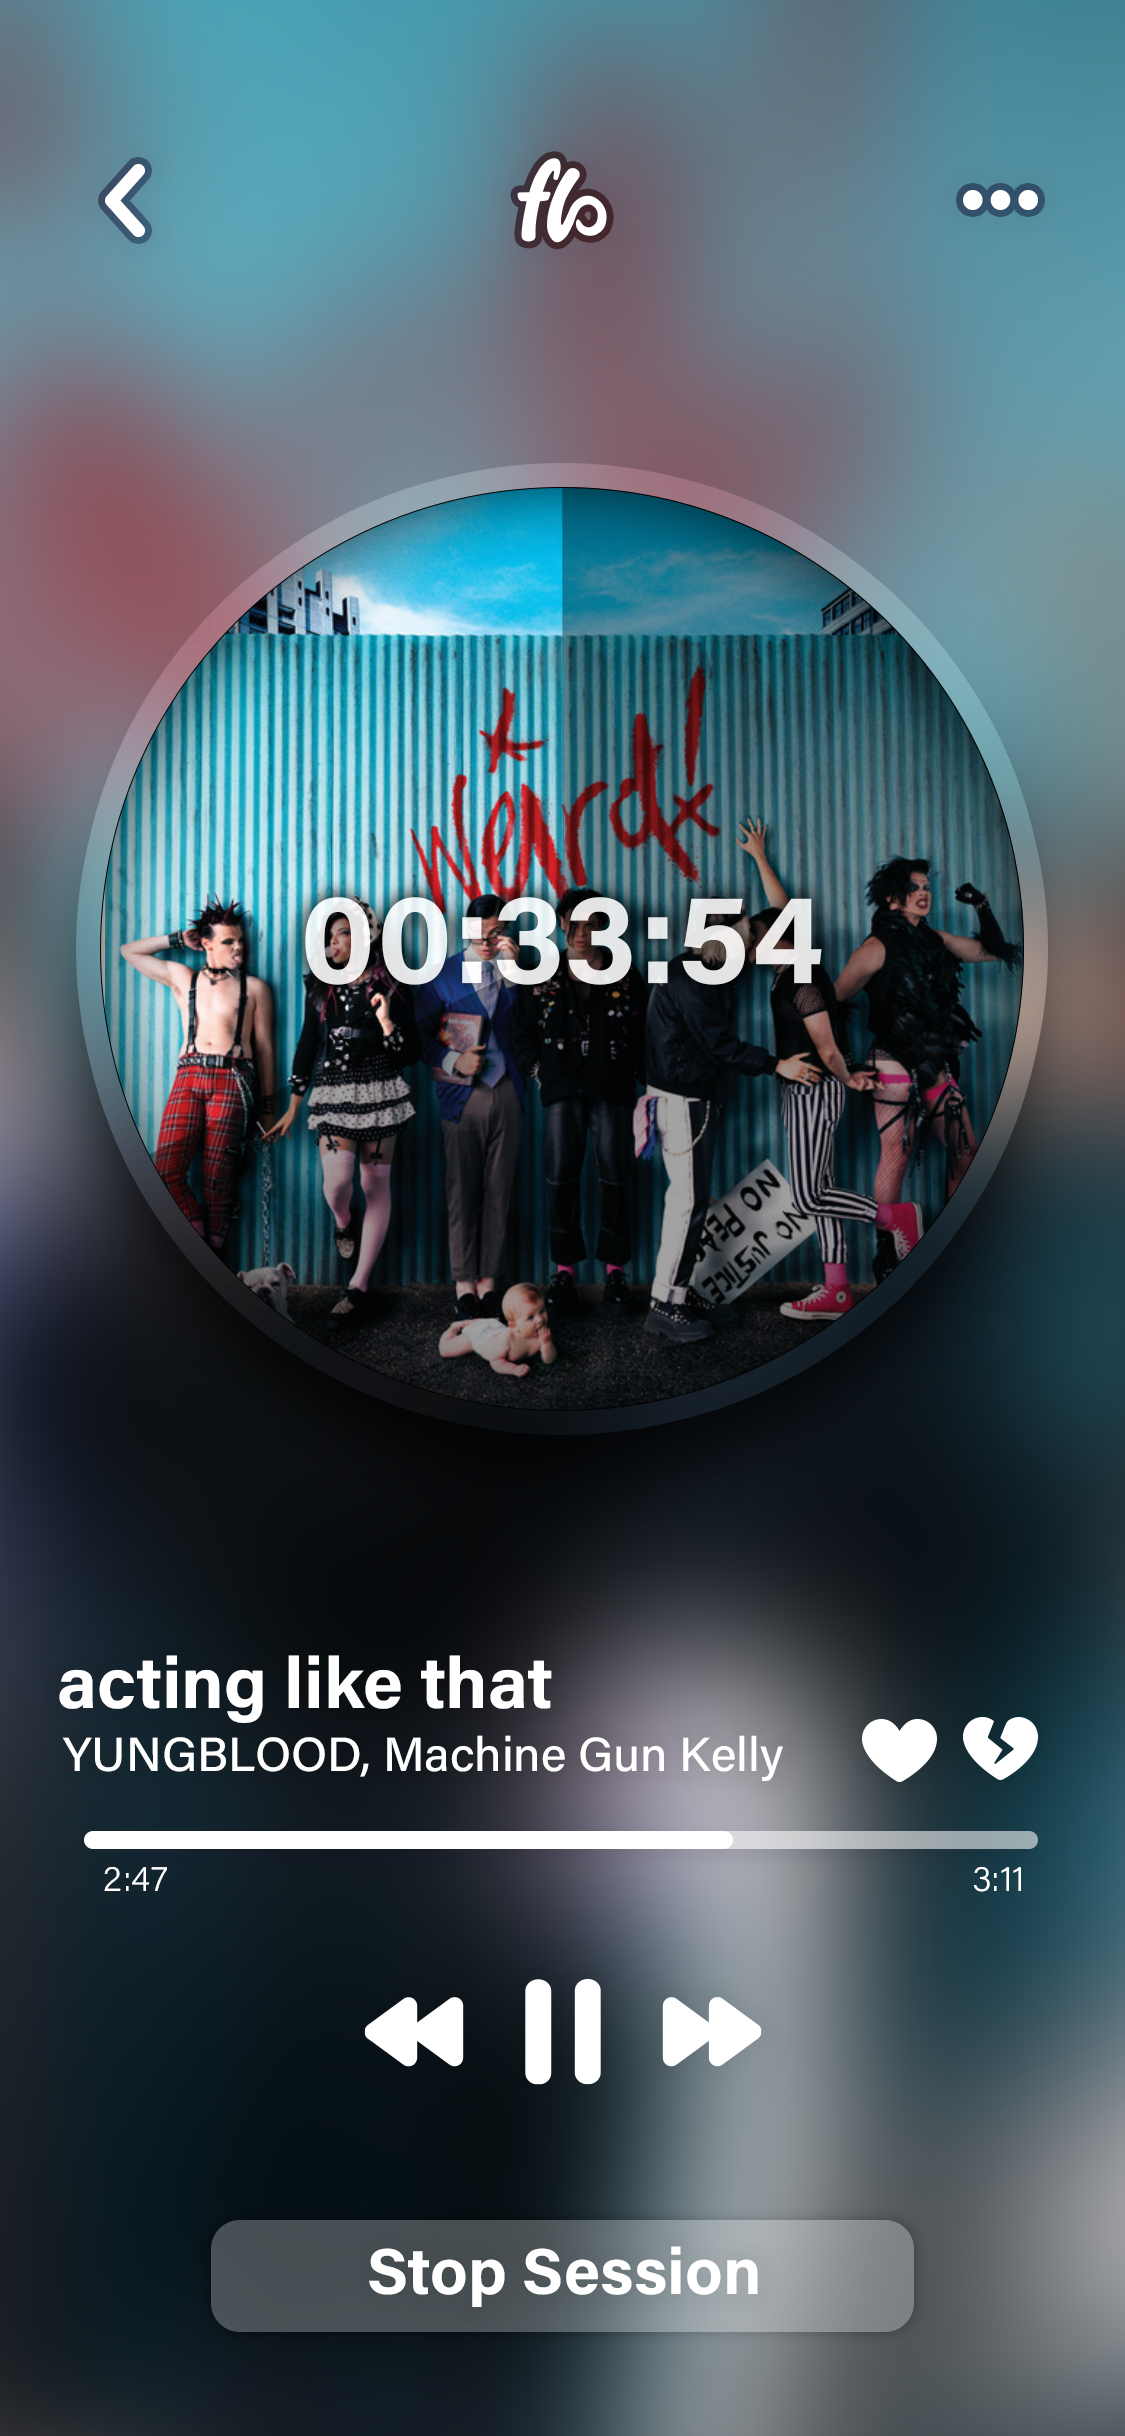 flo
weird!
00:33:54
NO PEAC
NO JUSTICE
acting like that
YUNGBLOOD, Machine Gun Kelly
2:47
3:11
Stop Session